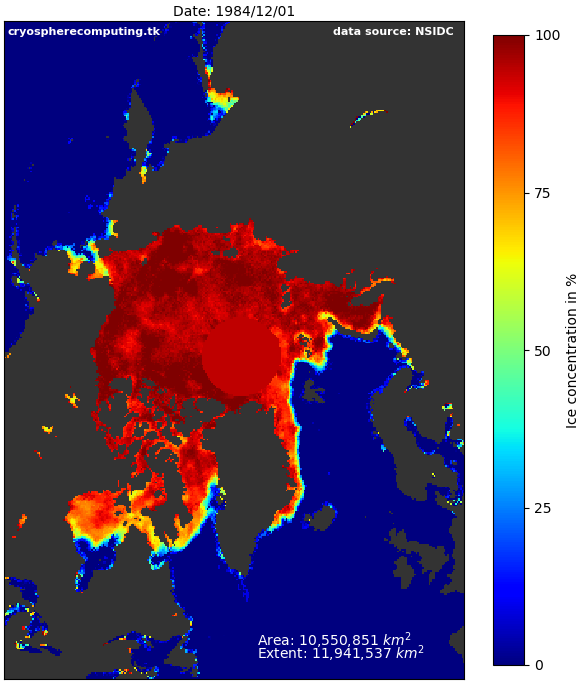 Date: 1984/12/01
cryospherecomputing.tk
data source: NSIDC
100
75
50
25
0
Ice concentration in %
Area: 10,550,851 km²
Extent: 11,941,537 km²